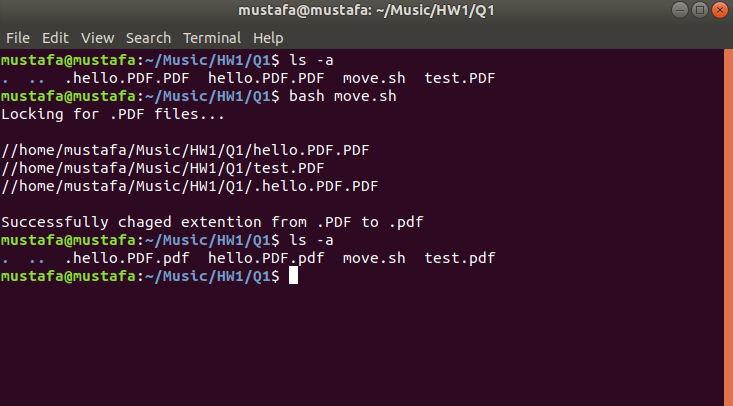 mustafa@mustafa: ~/Music/HW1/Q1
File Edit View Search Terminal Help
mustafa@mustafa:~/Music/HW1/Q1$ ls -a
. .. .hello.PDF.PDF hello.PDF.PDF move.sh test.PDF
mustafa@mustafa:~/Music/HW1/Q1$ bash move.sh
Locking for .PDF files...
//home/mustafa/Music/HW1/Q1/hello.PDF.PDF
//home/mustafa/Music/HW1/Q1/test.PDF
//home/mustafa/Music/HW1/Q1/.hello.PDF.PDF
Successfully chaged extention from .PDF to .pdf
mustafa@mustafa:~/Music/HW1/Q1$ ls -a
. .. .hello.PDF.pdf hello.PDF.pdf move.sh test.pdf
mustafa@mustafa:~/Music/HW1/Q1$